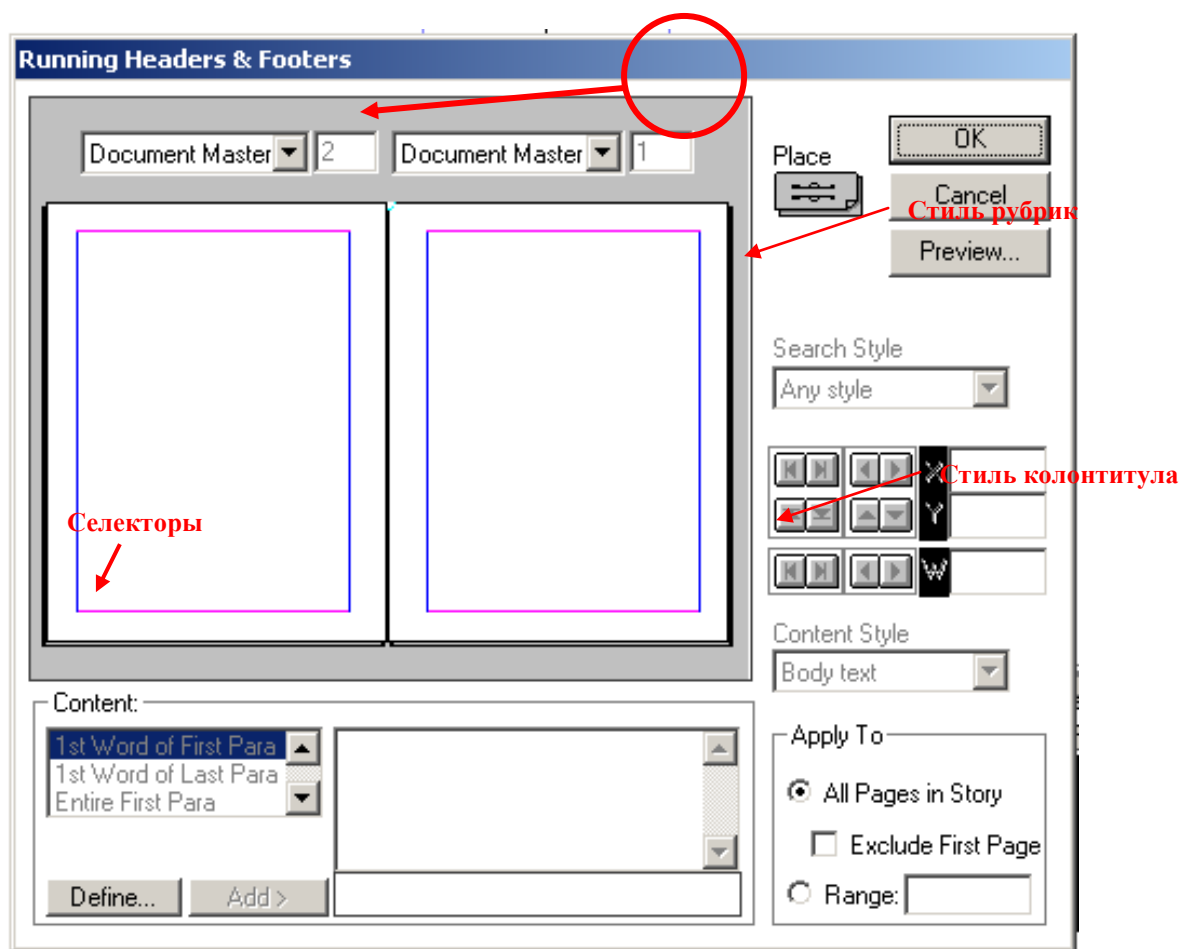 Running Headers & Footers
Document Master 2 Document Master 1
Place
OK
Cancel
Стиль рубрик
Preview...
Search Style
Any style
X
Стиль колонтитула
Y
W
Селекторы
Content Style
Body text
Content:
1st Word of First Para
1st Word of Last Para
Entire First Para
Define...
Add >
Apply To
All Pages in Story
Exclude First Page
Range: